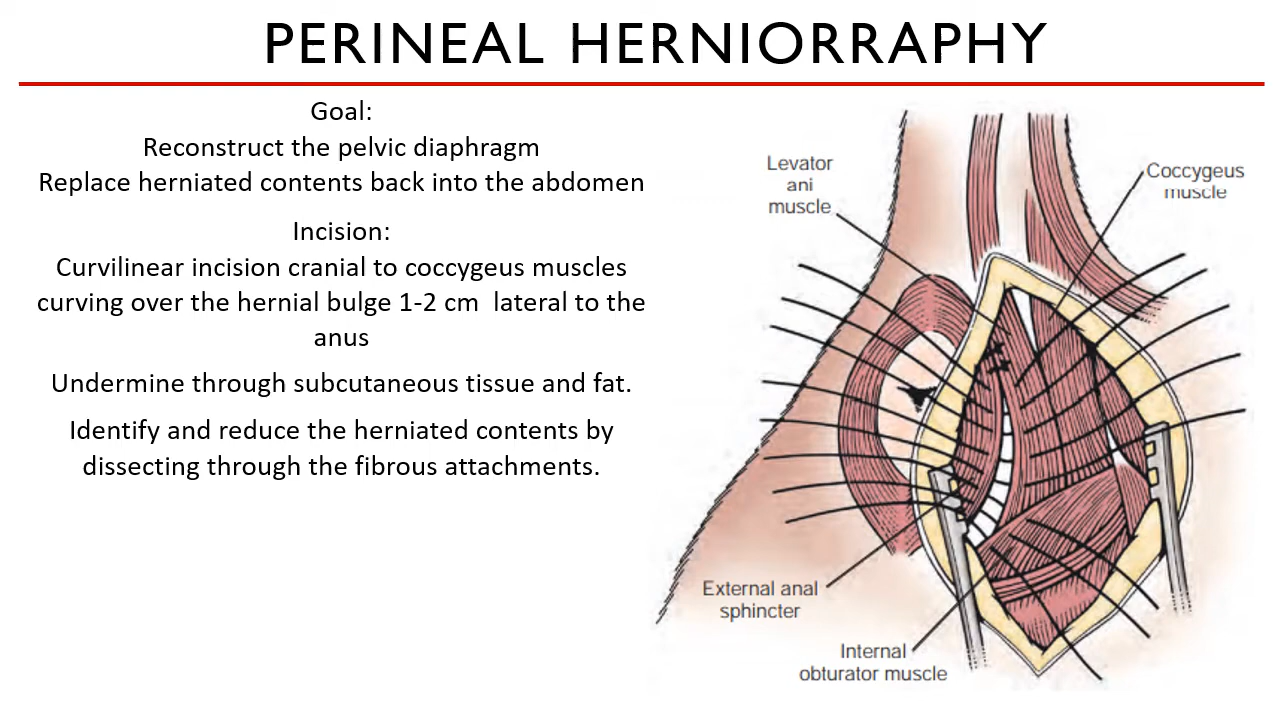 PERINEAL HERNIORRAPHY
Goal:
Reconstruct the pelvic diaphragm
Replace herniated contents back into the abdomen
Incision:
Curvilinear incision cranial to coccygeus muscles
curving over the hernial bulge 1-2 cm  lateral to the
anus
Undermine through subcutaneous tissue and fat.
Identify and reduce the herniated contents by
dissecting through the fibrous attachments.
Levator
ani
muscle
Coccygeus
muscle
External anal
sphincter
Internal
obturator muscle